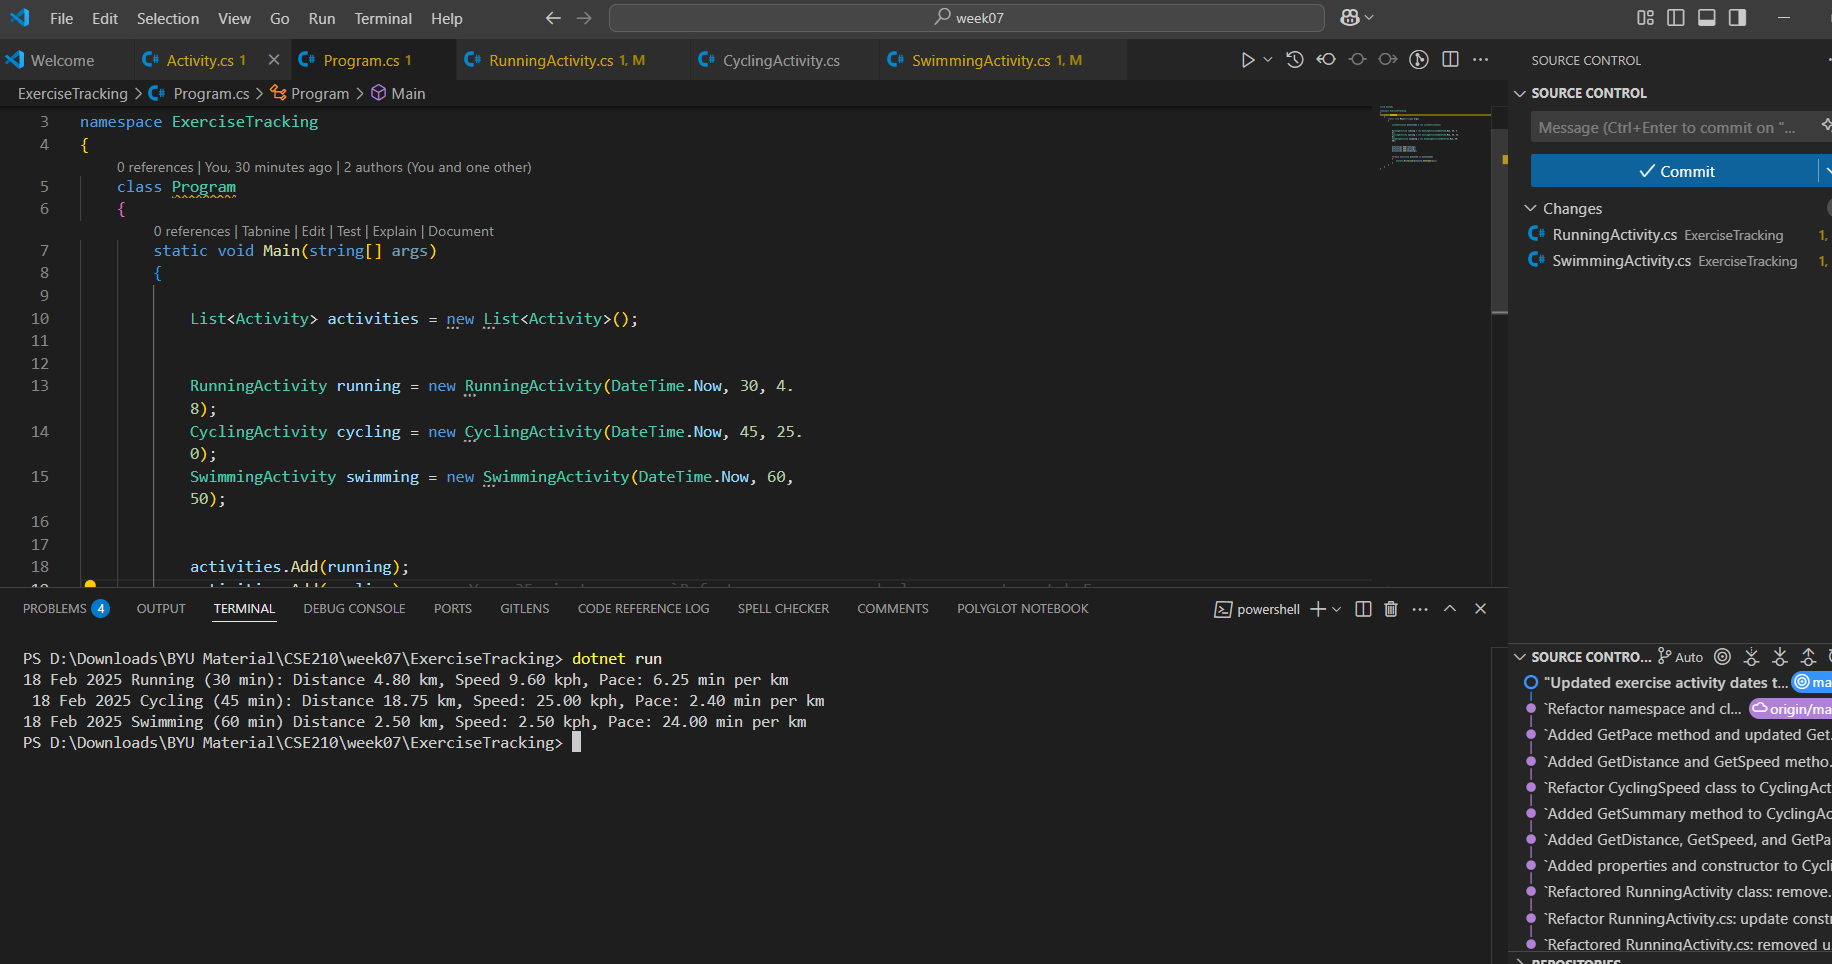 File Edit Selection View Go Run Terminal Help
week07
Welcome
Activity.cs 1
Program.cs 1
RunningActivity.cs 1, M
CyclingActivity.cs
SwimmingActivity.cs 1, M
ExerciseTracking > Program.cs > Program > Main
3 namespace ExerciseTracking
4 {
0 references | You, 30 minutes ago | 2 authors (You and one other)
5 class Program
6 {
0 references | Tabnine | Edit | Test | Explain | Document
7 static void Main(string[] args)
8 {
9
10 List<Activity> activities = new List<Activity>();
11
12
13 RunningActivity running = new RunningActivity(DateTime.Now, 30, 4.
8);
14 CyclingActivity cycling = new CyclingActivity(DateTime.Now, 45, 25.
0);
15 SwimmingActivity swimming = new SwimmingActivity(DateTime.Now, 60,
50);
16
17
18 activities.Add(running);
PROBLEMS 4 OUTPUT TERMINAL DEBUG CONSOLE PORTS GITLENS CODE REFERENCE LOG SPELL CHECKER COMMENTS POLYGLOT NOTEBOOK
powershell
PS D:\Downloads\BYU Material\CSE210\week07\ExerciseTracking> dotnet run
18 Feb 2025 Running (30 min): Distance 4.80 km, Speed 9.60 kph, Pace: 6.25 min per km
18 Feb 2025 Cycling (45 min): Distance 18.75 km, Speed: 25.00 kph, Pace: 2.40 min per km
18 Feb 2025 Swimming (60 min) Distance 2.50 km, Speed: 2.50 kph, Pace: 24.00 min per km
PS D:\Downloads\BYU Material\CSE210\week07\ExerciseTracking>
SOURCE CONTROL
SOURCE CONTROL
Message (Ctrl+Enter to commit on "...
Commit
Changes
RunningActivity.cs ExerciseTracking 1,
SwimmingActivity.cs ExerciseTracking 1,
SOURCE CONTRO... Auto
"Updated exercise activity dates t... ma
`Refactor namespace and cl... origin/ma
`Added GetPace method and updated Get.
`Added GetDistance and GetSpeed metho.
`Refactor CyclingSpeed class to CyclingAct
`Added GetSummary method to CyclingAc
`Added GetDistance, GetSpeed, and GetPa
`Added properties and constructor to Cycli
`Refactored RunningActivity class: remove.
`Refactor RunningActivity.cs: update constr
`Refactored RunningActivity.cs: removed u
REPOSITORIES